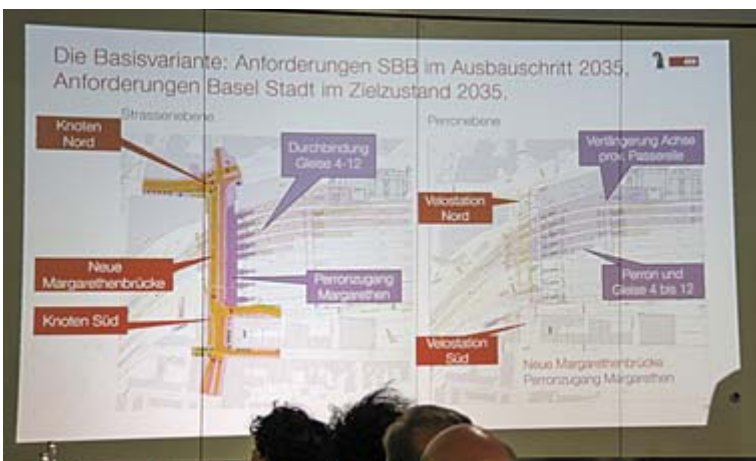 Die Basisvariante: Anforderungen SBB im Ausbauschritt 2035,
Anforderungen Basel Stadt im Zielzustand 2035.
Strassenebene
Knoten
Nord
Durchbindung
Gleise 4-12
Neue
Margarethenbrücke
Perronzugang
Margarethen
Knoten Süd
Perronebene
Verlängerung Achse
prov. Passerelle
Velostation
Nord
Perron und
Gleise 4 bis 12
Velostation
Süd
Neue Margarethenbrücke
Perronzugang Margarethen